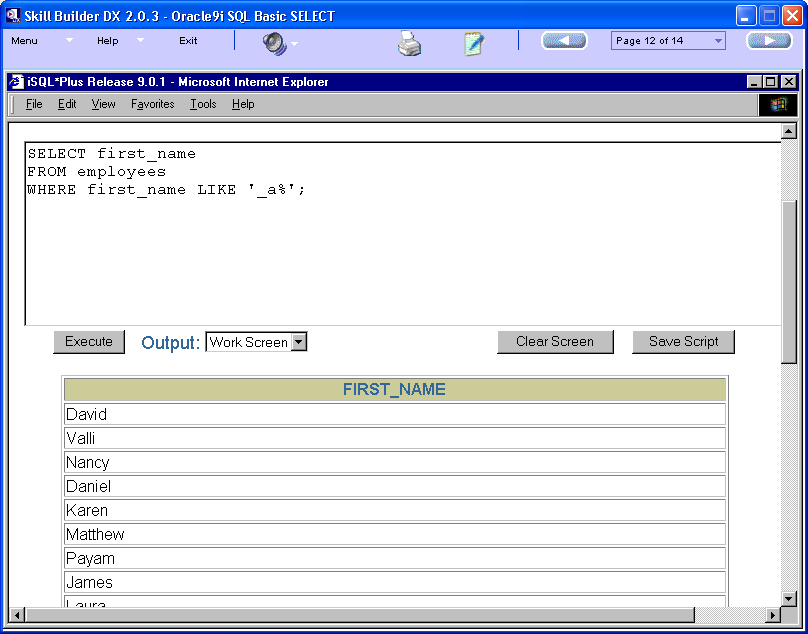 Skill Builder DX 2.0.3 - Oracle9i SQL Basic SELECT
Menu Help Exit Page 12 of 14
iSQL*Plus Release 9.0.1 - Microsoft Internet Explorer
File Edit View Favorites Tools Help
SELECT first_name
FROM employees
WHERE first_name LIKE '_a%';
Execute Output: Work Screen Clear Screen Save Script
FIRST_NAME
David
Valli
Nancy
Daniel
Karen
Matthew
Payam
James
Laura